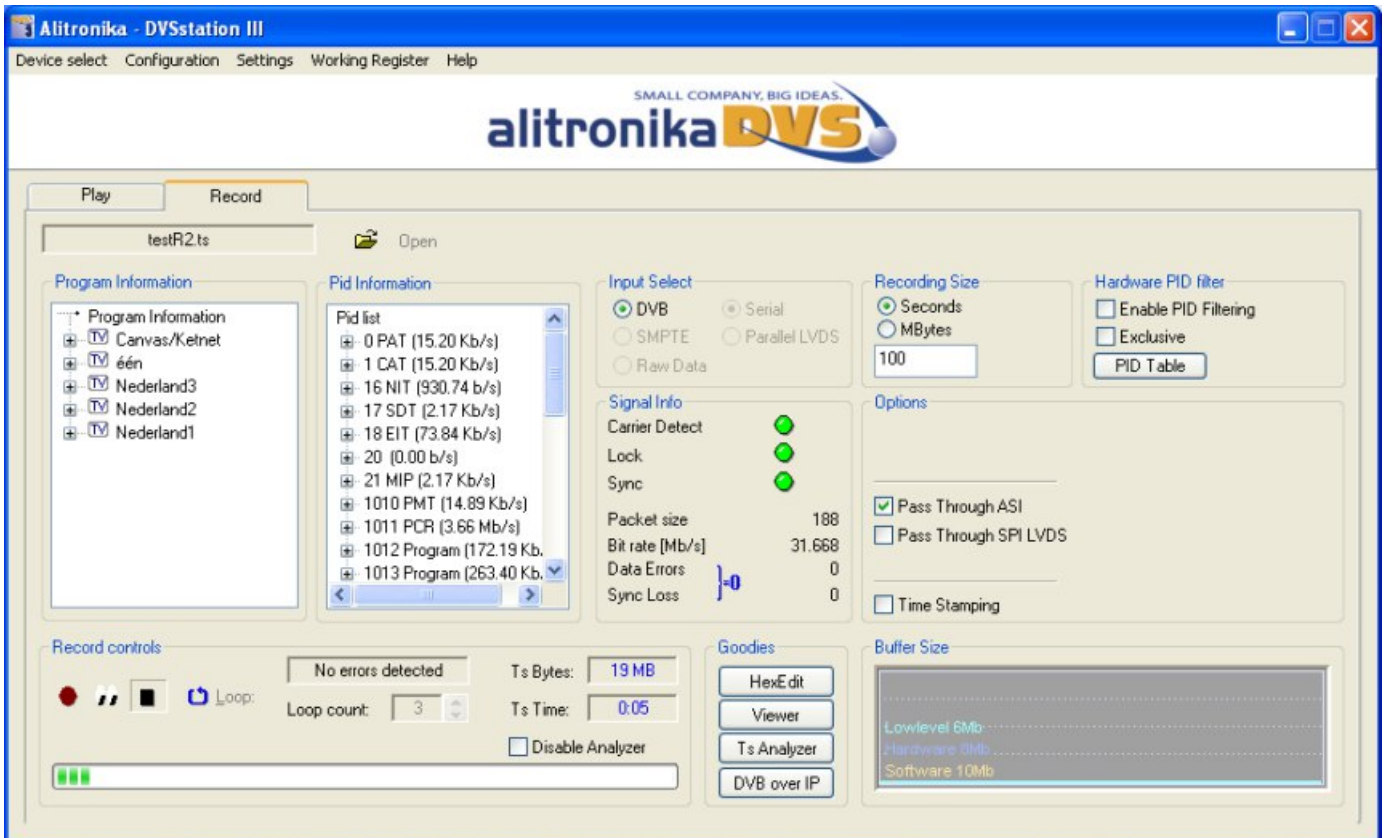 Alitronika - DVSstation III
Device select Configuration Settings Working Register Help
SMALL COMPANY, BIG IDEAS.
alitronika DVS
Play Record
testR2.ts Open
Program Information
Program Information
Canvas/Ketnet
één
Nederland3
Nederland2
Nederland1
Pid Information
Pid list
0 PAT (15.20 Kb/s)
1 CAT (15.20 Kb/s)
16 NIT (930.74 b/s)
17 SDT (2.17 Kb/s)
18 EIT (73.84 Kb/s)
20 (0.00 b/s)
21 MIP (2.17 Kb/s)
1010 PMT (14.89 Kb/s)
1011 PCR (3.66 Mb/s)
1012 Program (172.19 Kb.
1013 Program (263.40 Kb.
Input Select
DVB Serial
SMPTE Parallel LVDS
Raw Data
Signal Info
Carrier Detect
Lock
Sync
Packet size 188
Bit rate [Mb/s] 31.668
Data Errors 0
}=0
Sync Loss 0
Recording Size
Seconds
MBytes
100
Hardware PID filter
Enable PID Filtering
Exclusive
PID Table
Options
Pass Through ASI
Pass Through SPI LVDS
Time Stamping
Record controls
Loop:
No errors detected
Loop count: 3
Ts Bytes: 19 MB
Ts Time: 0:05
Disable Analyzer
Goodies
HexEdit
Viewer
Ts Analyzer
DVB over IP
Buffer Size
Lowlevel 6Mb
Hardware 8Mb
Software 10Mb